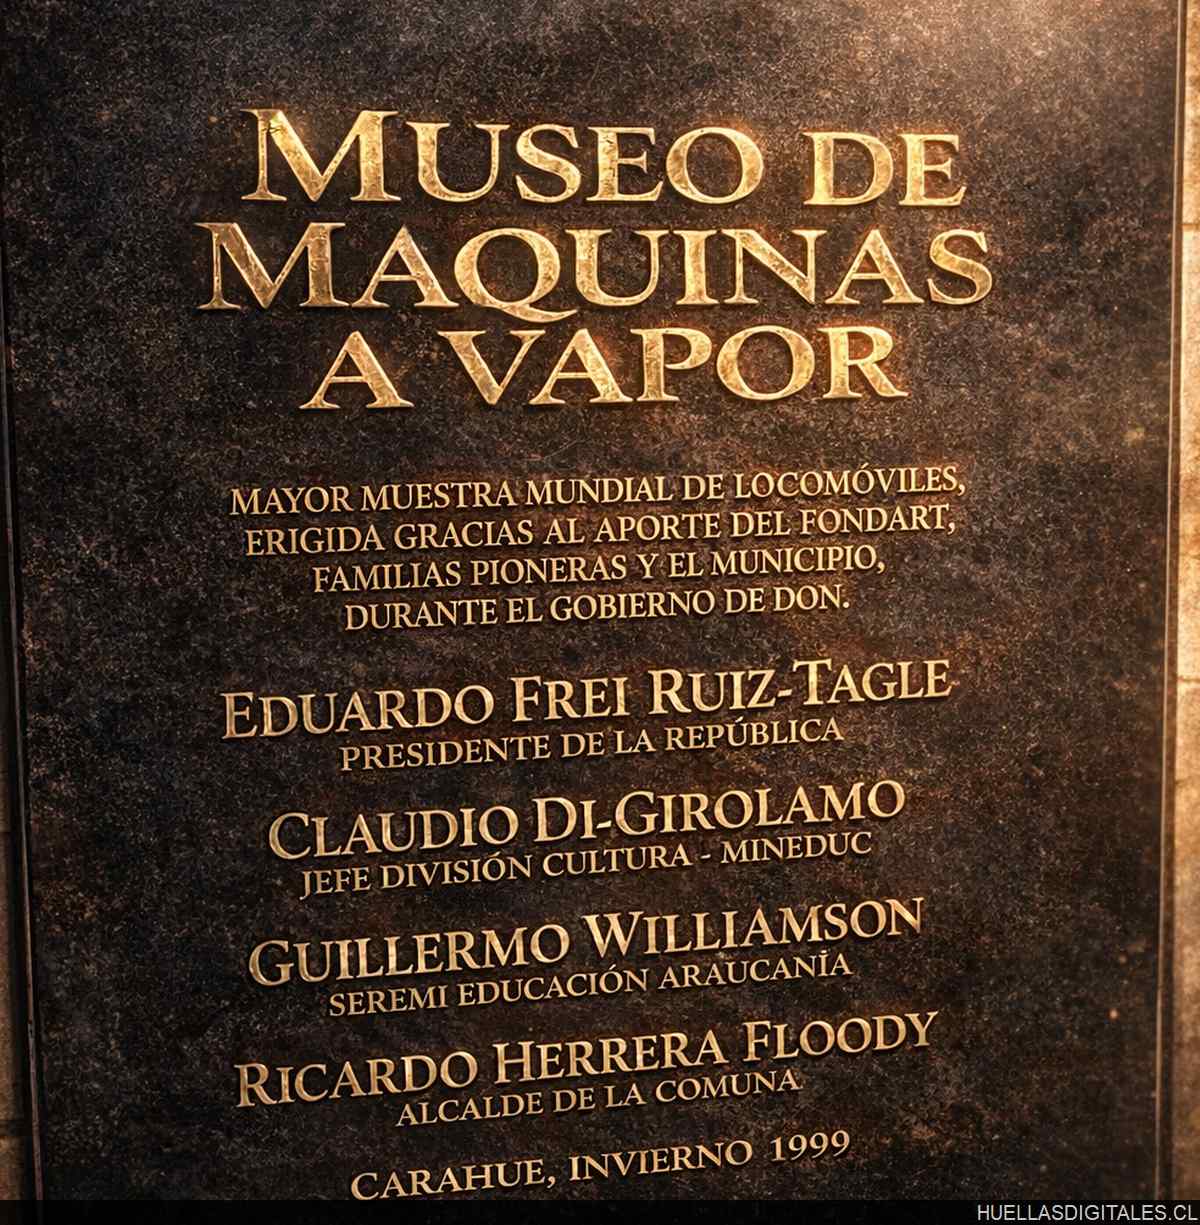 MUSEO DE
MAQUINAS
A VAPOR
MAYOR MUESTRA MUNDIAL DE LOCOMÓVILES,
ERIGIDA GRACIAS AL APORTE DEL FONDART,
FAMILIAS PIONERAS Y EL MUNICIPIO,
DURANTE EL GOBIERNO DE DON.
EDUARDO FREI RUIZ-TAGLE
PRESIDENTE DE LA REPÚBLICA
CLAUDIO DI-GIROLAMO
JEFE DIVISIÓN CULTURA - MINEDUC
GUILLERMO WILLIAMSON
SEREMI EDUCACIÓN ARAUCANÍA
RICARDO HERRERA FLOODY
ALCALDE DE LA COMUNA
CARAHUE, INVIERNO 1999
HUELLASDIGITALES.CL